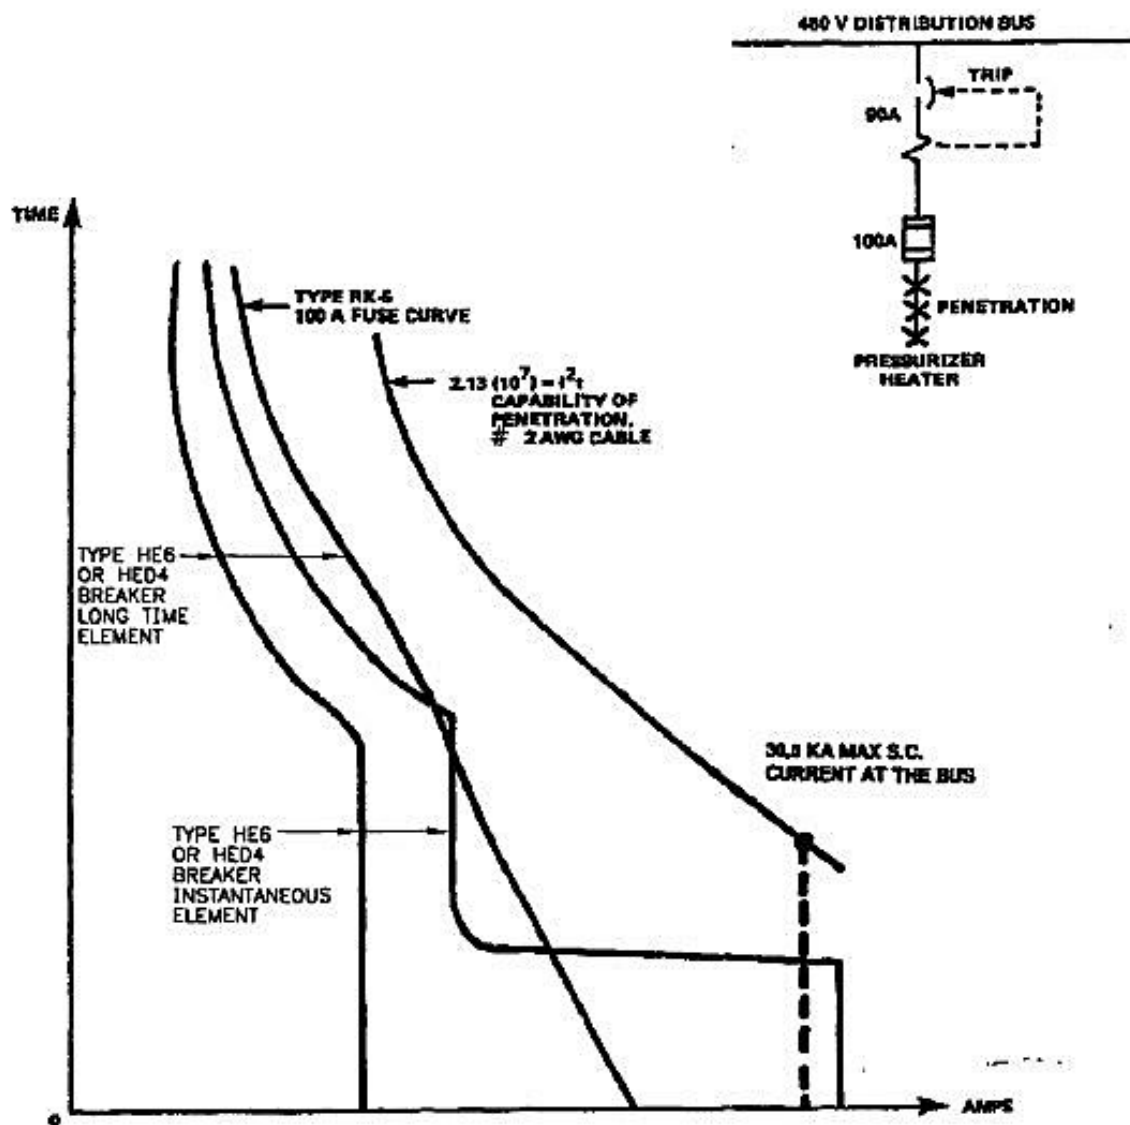 480 V DISTRIBUTION BUS
TRIP
90A
100A
PENETRATION
PRESSURIZER
HEATER
TIME
TYPE RK-5
100 A FUSE CURVE
2.13 (10⁷) = I²t
CAPABILITY OF
PENETRATION,
# 2 AWG CABLE
TYPE HE6
OR HED4
BREAKER
LONG TIME
ELEMENT
KA MAX S.C.
CURRENT AT THE BUS
TYPE HE6
OR HED4
BREAKER
INSTANTANEOUS
ELEMENT
0
AMPS